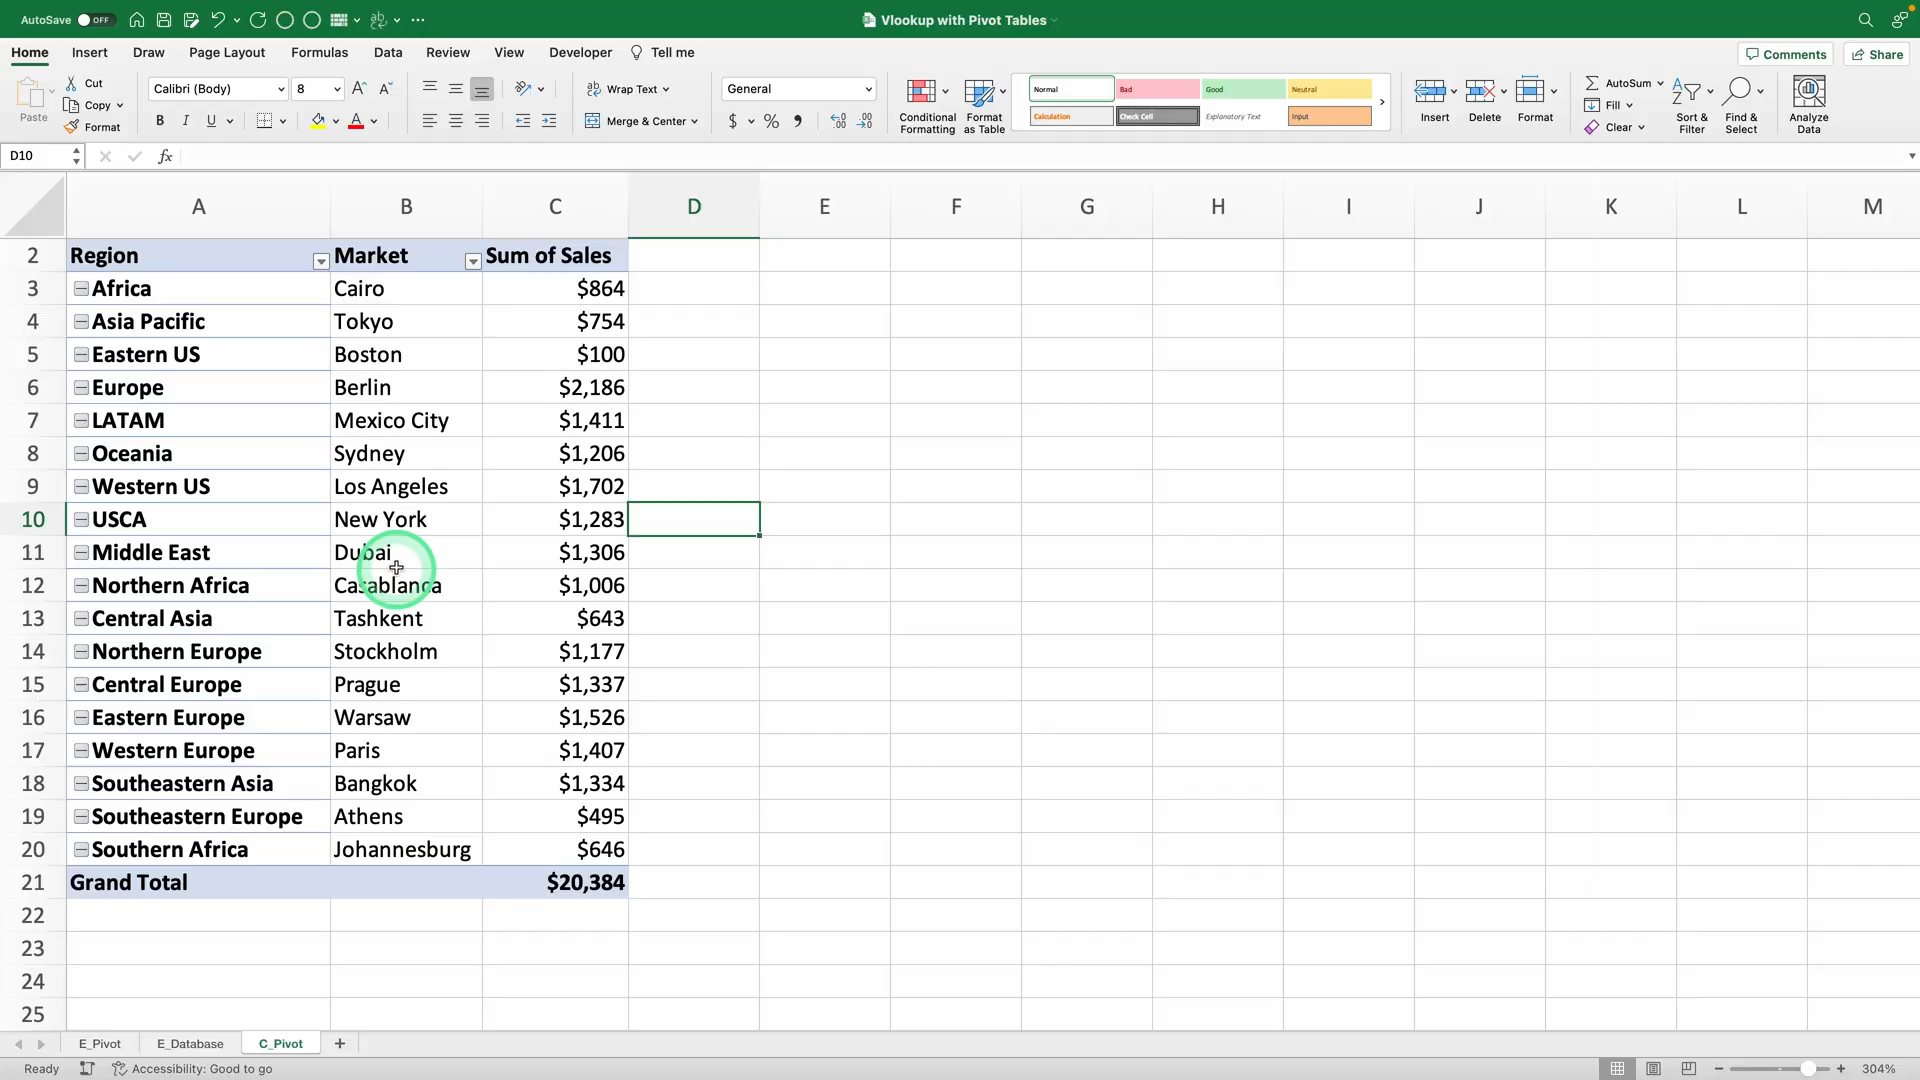 AutoSave OFF
Vlookup with Pivot Tables
Home Insert Draw Page Layout Formulas Data Review View Developer Tell me Comments Share
Paste Cut Copy Format
Calibri (Body) 8
B I U
Wrap Text
Merge & Center
General
$ %
Conditional Formatting
Format as Table
Normal Bad Good Neutral
Calculation Check Cell Explanatory Text Input
Insert Delete Format
AutoSum
Fill
Clear
Sort & Filter
Find & Select
Analyze Data
D10 fx
A B C D E F G H I J K L M
2 Region Market Sum of Sales
3 Africa Cairo $864
4 Asia Pacific Tokyo $754
5 Eastern US Boston $100
6 Europe Berlin $2,186
7 LATAM Mexico City $1,411
8 Oceania Sydney $1,206
9 Western US Los Angeles $1,702
10 USCA New York $1,283
11 Middle East Dubai $1,306
12 Northern Africa Casablanca $1,006
13 Central Asia Tashkent $643
14 Northern Europe Stockholm $1,177
15 Central Europe Prague $1,337
16 Eastern Europe Warsaw $1,526
17 Western Europe Paris $1,407
18 Southeastern Asia Bangkok $1,334
19 Southeastern Europe Athens $495
20 Southern Africa Johannesburg $646
21 Grand Total $20,384
22
23
24
25
E_Pivot E_Database C_Pivot +
Ready Accessibility: Good to go 304%